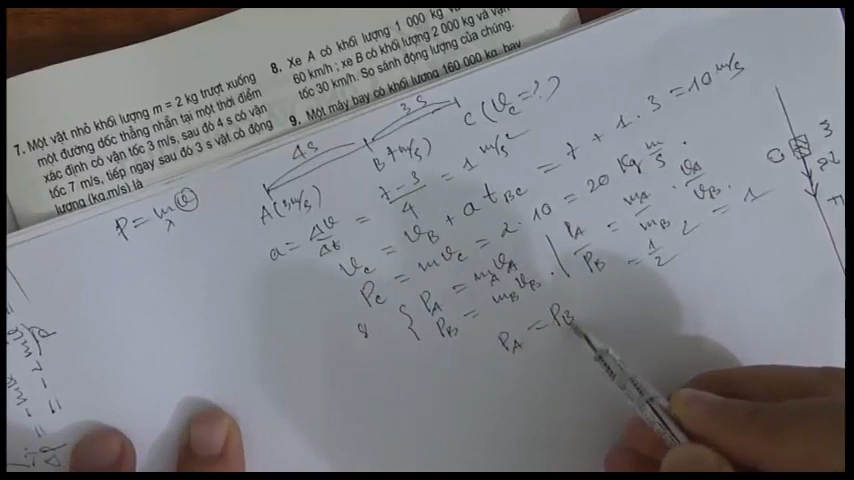 7. Một vật nhỏ khối lượng m = 2 kg trượt xuống
một đường dốc thẳng nhẵn tại một thời điểm
xác định có vận tốc 3 m/s, sau đó 4 s có vận
tốc 7 m/s, tiếp ngay sau đó 3 s vật có động
lượng (kg.m/s) là
8. Xe A có khối lượng 1 000 kg và
60 km/h ; xe B có khối lượng 2 000 kg và vận
tốc 30 km/h. So sánh động lượng của chúng.
9. Một máy bay có khối lượng 160 000 kg, bay
P = m v
4s 3s
A (3m/s) B 7m/s) C (v_C = ?)
a = Δv/Δt = (7 - 3)/4 = 1 m/s²
v_C = v_B + a t_BC = 7 + 1 . 3 = 10 m/s
P_C = m v_C = 2 . 10 = 20 Kg m/s .
8 { P_A = m_A v_A
P_B = m_B v_B .
P_A/P_B = m_A/m_B . v_A/v_B .
= 1/2 2 = 1
P_A = P_B